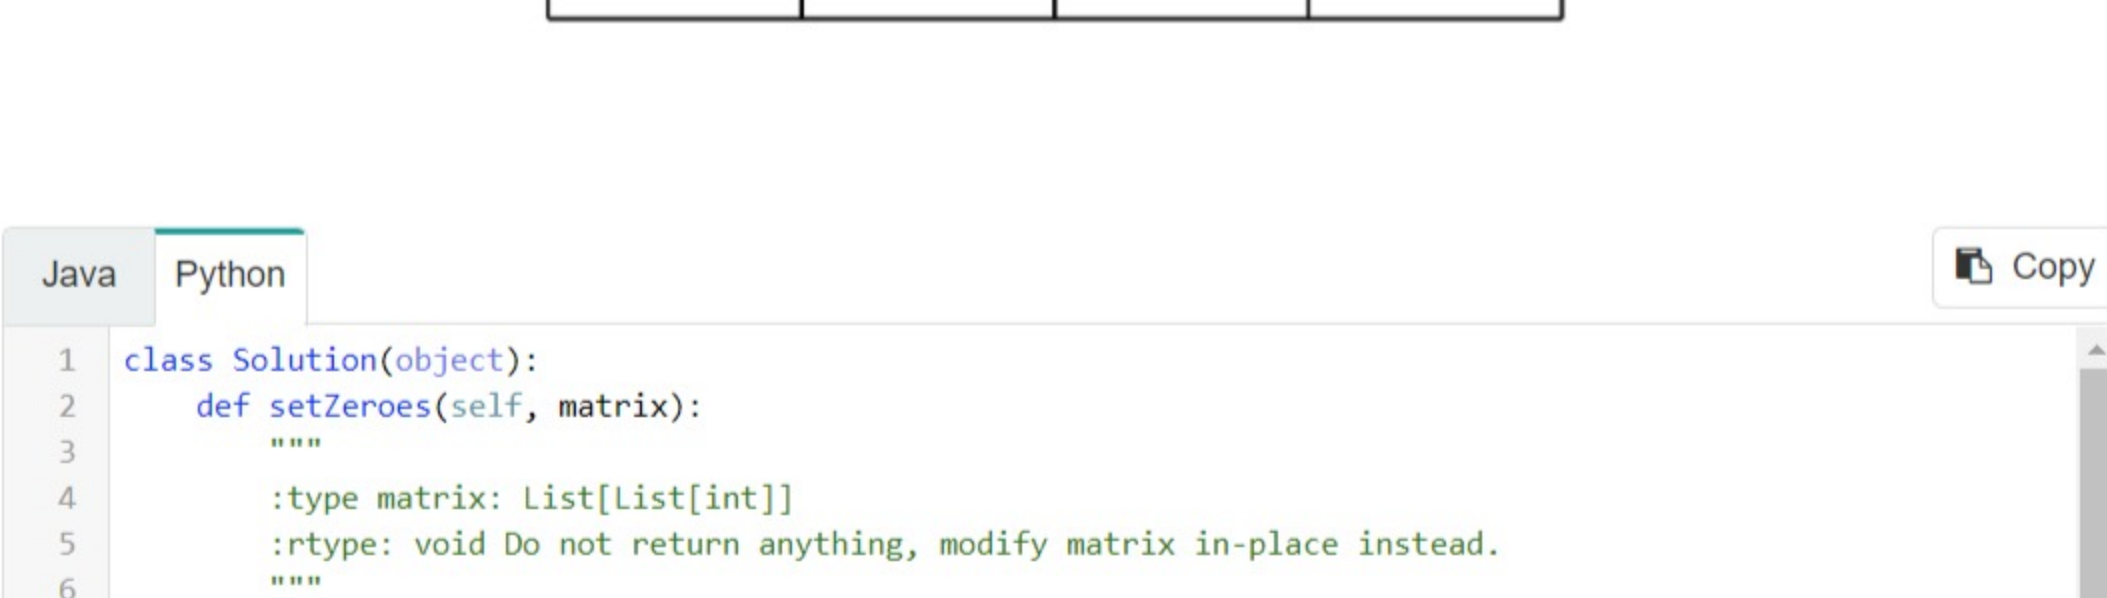 Java Python
Copy
1 class Solution(object):
2     def setZeroes(self, matrix):
3         """
4         :type matrix: List[List[int]]
5         :rtype: void Do not return anything, modify matrix in-place instead.
6         """